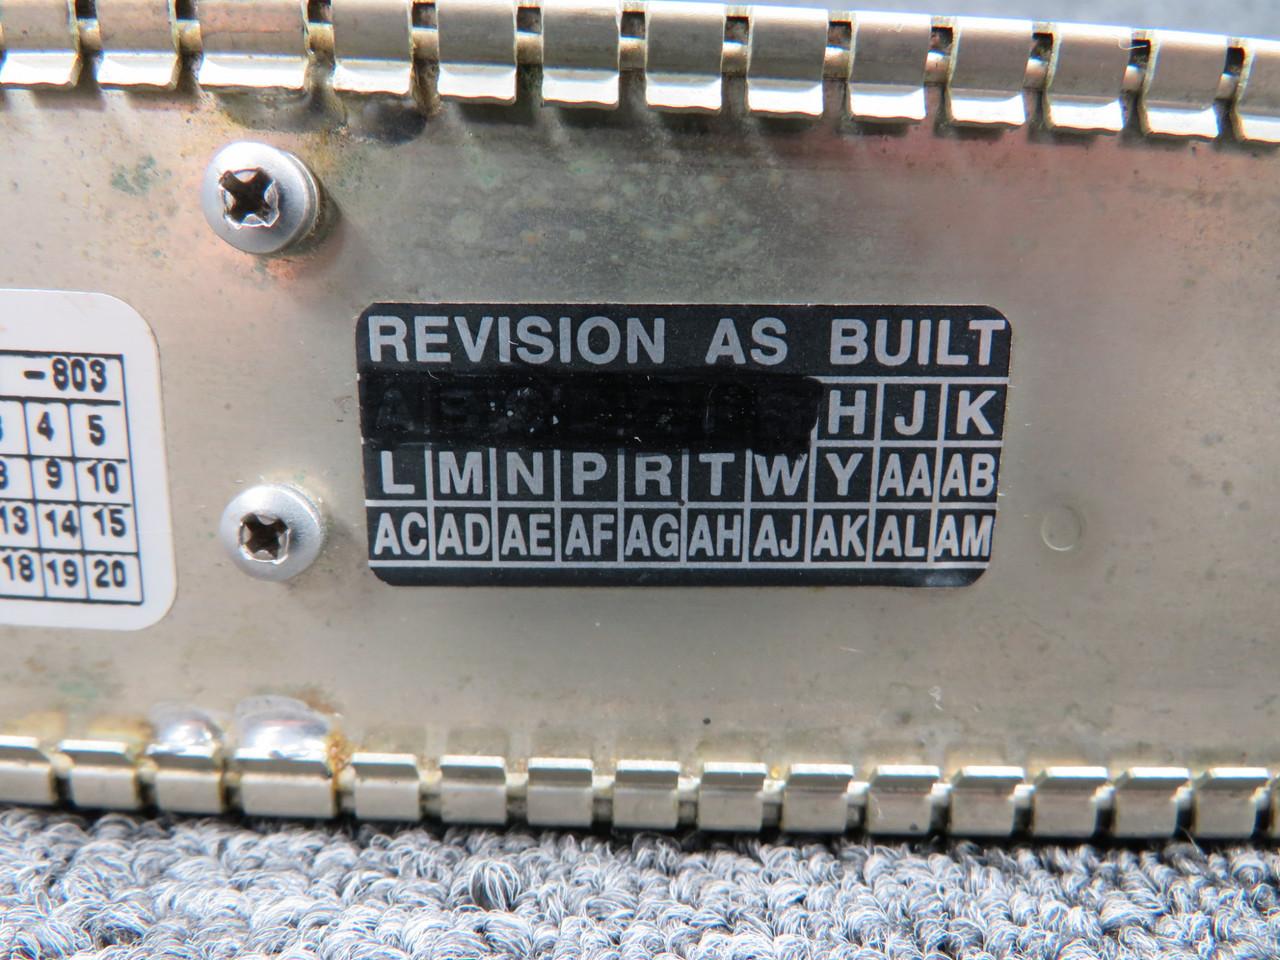 REVISION AS BUILT
H J K
L M N P R T W Y AA AB
AC AD AE AF AG AH AJ AK AL AM
-803
4 5
9 10
13 14 15
18 19 20